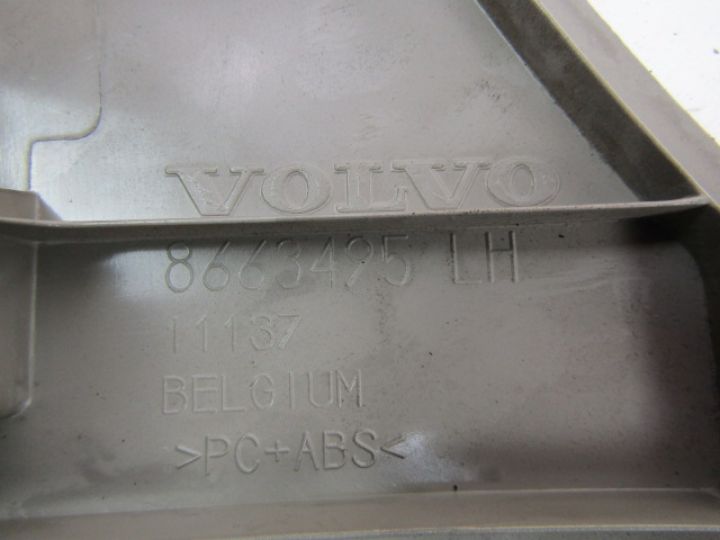 VOLVO
8663495 LH
11137
BELGIUM
>PC+ABS<